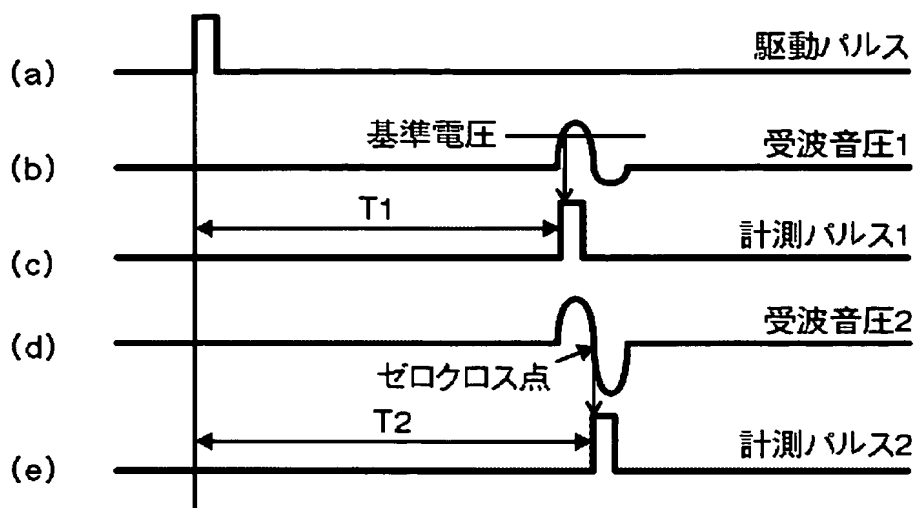 (a) 駆動パルス
基準電圧
(b) 受波音圧1
T1
(c) 計測パルス1
(d) 受波音圧2
ゼロクロス点
T2
(e) 計測パルス2